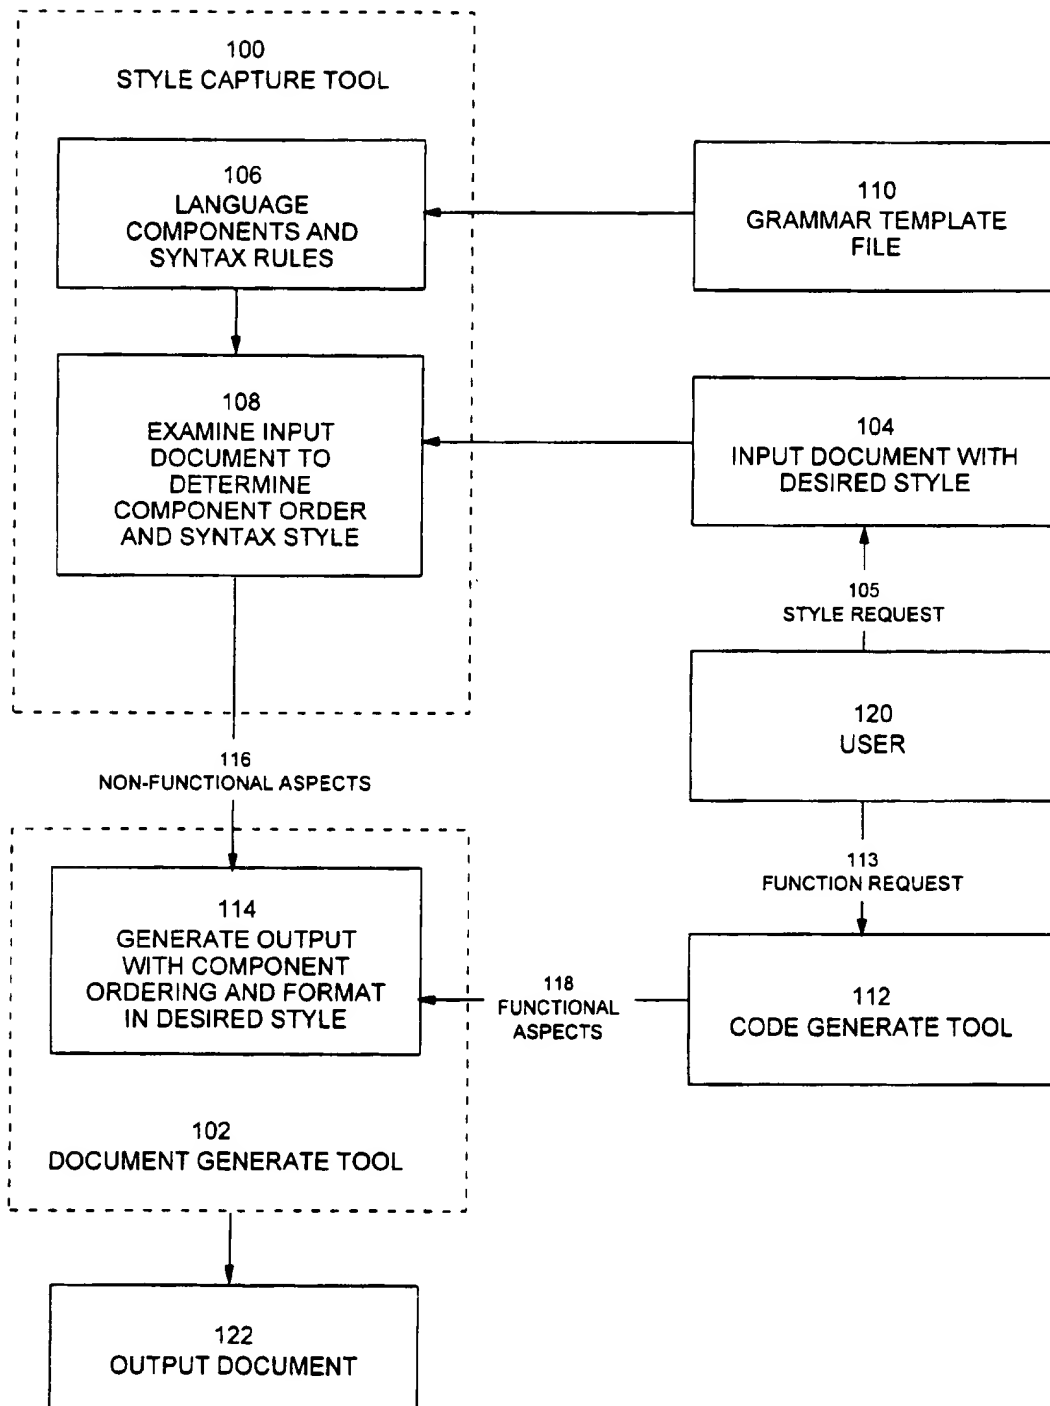 100
STYLE CAPTURE TOOL
106
LANGUAGE
COMPONENTS AND
SYNTAX RULES
110
GRAMMAR TEMPLATE
FILE
108
EXAMINE INPUT
DOCUMENT TO
DETERMINE
COMPONENT ORDER
AND SYNTAX STYLE
104
INPUT DOCUMENT WITH
DESIRED STYLE
105
STYLE REQUEST
120
USER
116
NON-FUNCTIONAL ASPECTS
113
FUNCTION REQUEST
114
GENERATE OUTPUT
WITH COMPONENT
ORDERING AND FORMAT
IN DESIRED STYLE
118
FUNCTIONAL
ASPECTS
112
CODE GENERATE TOOL
102
DOCUMENT GENERATE TOOL
122
OUTPUT DOCUMENT